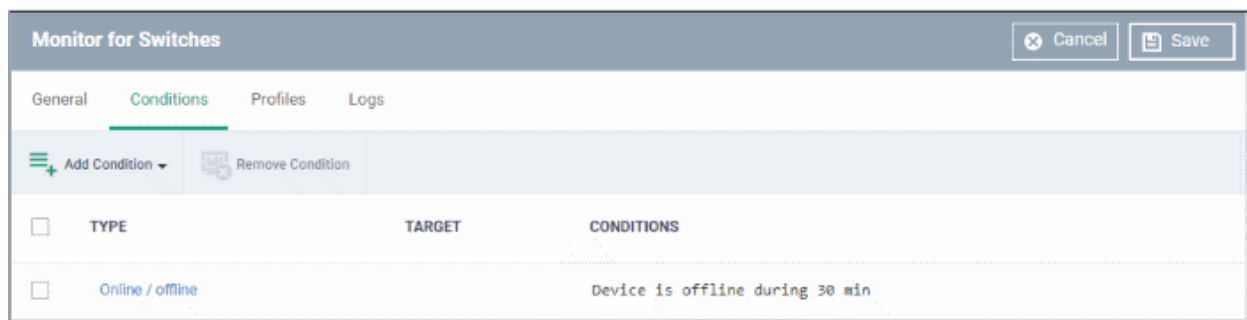 Monitor for Switches Cancel Save
General Conditions Profiles Logs
Add Condition Remove Condition
TYPE TARGET CONDITIONS
Online / offline Device is offline during 30 min